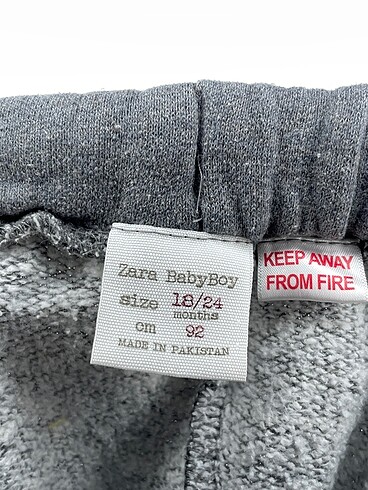 Zara BabyBoy
size 18/24
months
cm 92
MADE IN PAKISTAN
KEEP AWAY
FROM FIRE